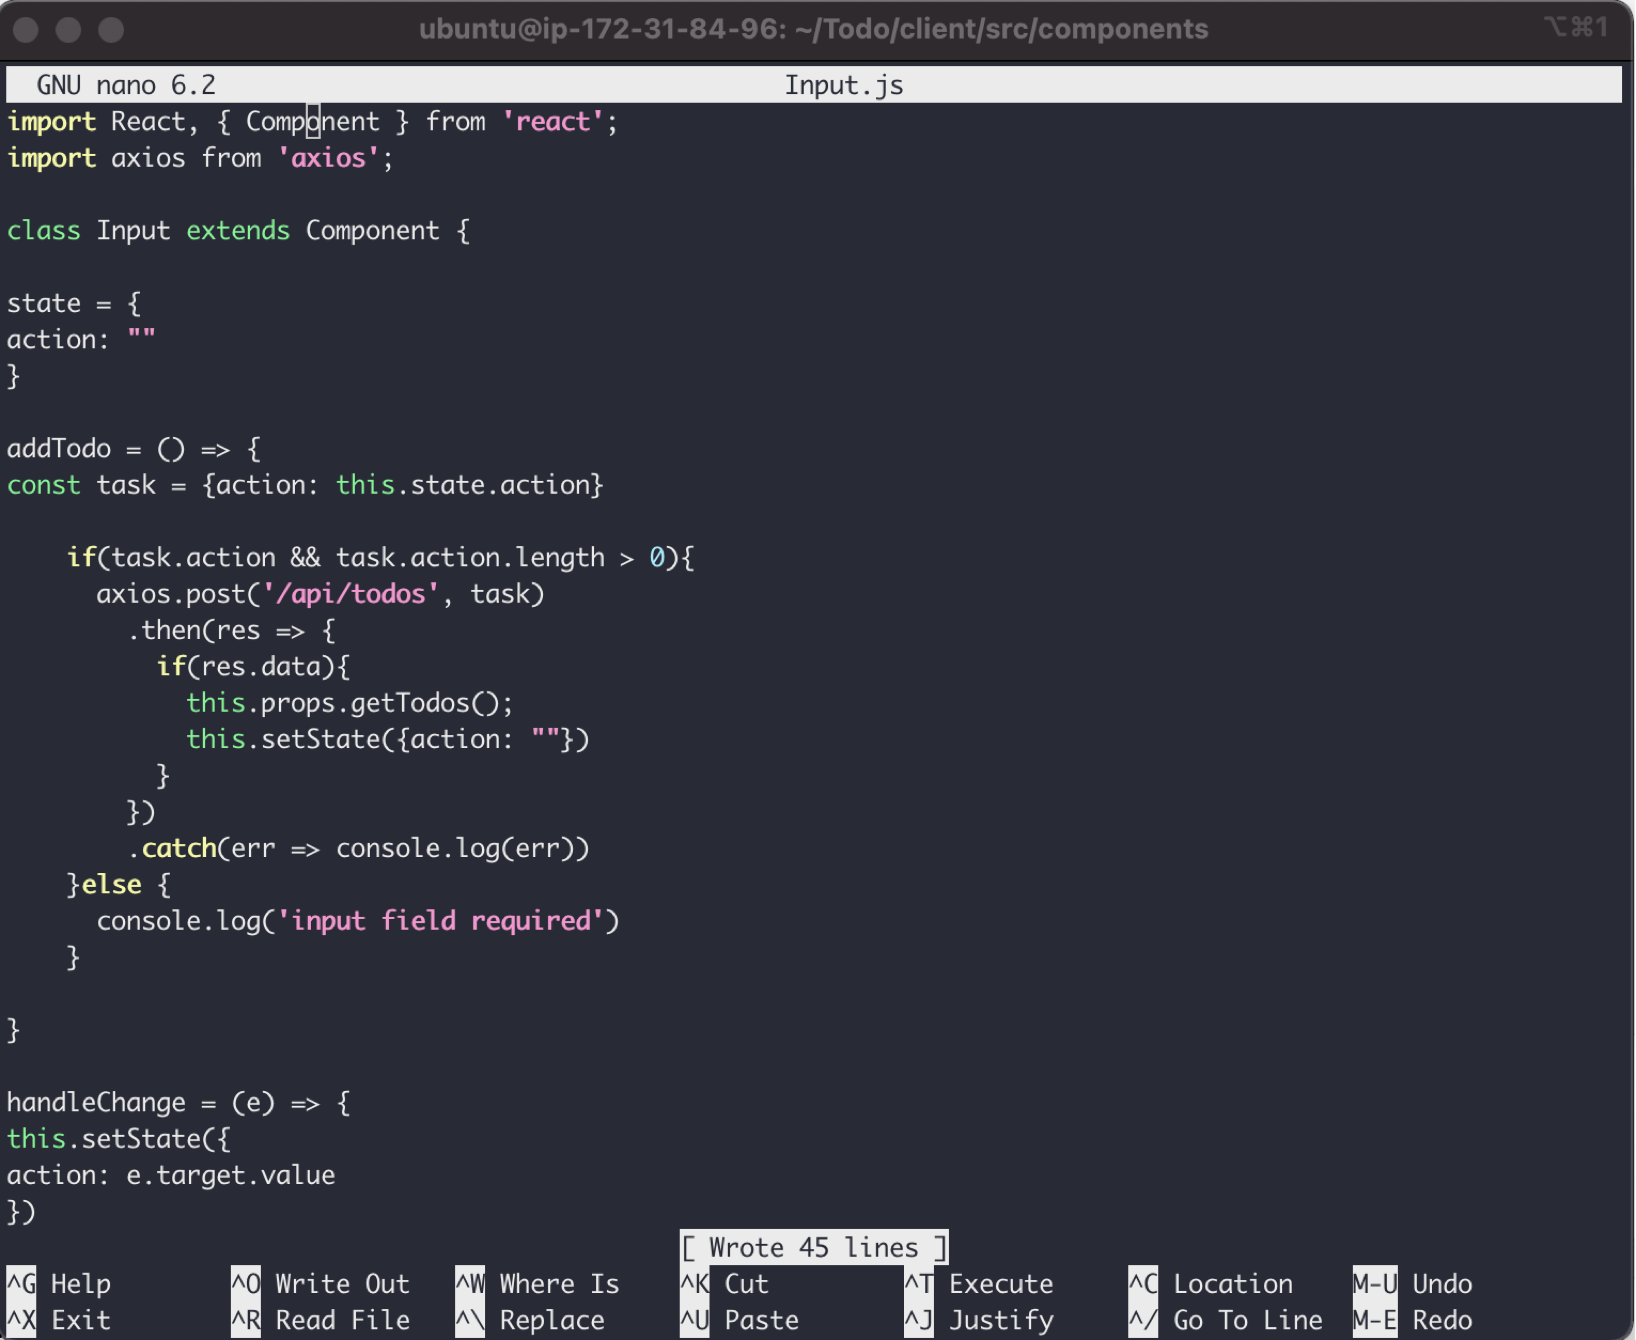 ubuntu@ip-172-31-84-96: ~/Todo/client/src/components ⌥⌘1
GNU nano 6.2 Input.js
import React, { Component } from 'react';
import axios from 'axios';
class Input extends Component {
state = {
action: ""
}
addTodo = () => {
const task = {action: this.state.action}
    if(task.action && task.action.length > 0){
      axios.post('/api/todos', task)
        .then(res => {
          if(res.data){
            this.props.getTodos();
            this.setState({action: ""})
          }
        })
        .catch(err => console.log(err))
    }else {
      console.log('input field required')
    }
}
handleChange = (e) => {
this.setState({
action: e.target.value
})
[ Wrote 45 lines ]
^G Help ^O Write Out ^W Where Is ^K Cut ^T Execute ^C Location M-U Undo
^X Exit ^R Read File ^\ Replace ^U Paste ^J Justify ^/ Go To Line M-E Redo